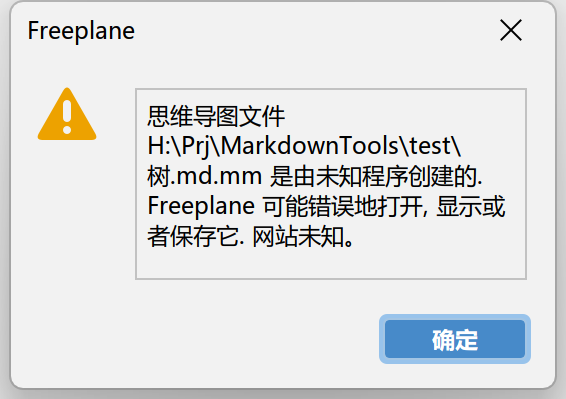 Freeplane
思维导图文件
H:\Prj\MarkdownTools\test\
树.md.mm 是由未知程序创建的.
Freeplane 可能错误地打开, 显示或
者保存它. 网站未知。
确定